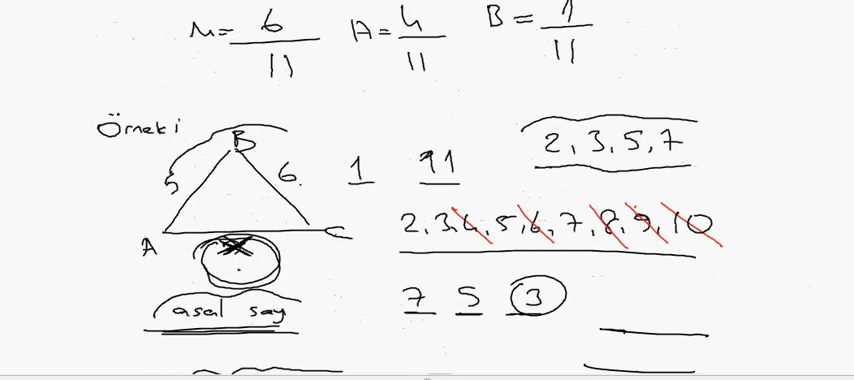 M = 6/11 A = 4/11 B = 1/11
Örnek:
B
5 6
A C
1 11
2, 3, 5, 7
2, 3, 4, 5, 6, 7, 8, 9, 10
x
7 5 3
asal say